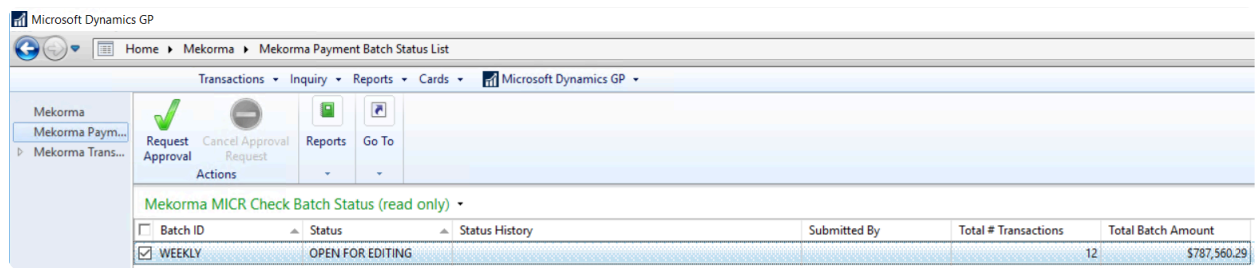 Microsoft Dynamics GP
Home Mekorma Mekorma Payment Batch Status List
Transactions Inquiry Reports Cards Microsoft Dynamics GP
Mekorma
Mekorma Paym...
Mekorma Trans...
Request Approval
Cancel Approval Request
Reports
Go To
Actions
Mekorma MICR Check Batch Status (read only)
Batch ID Status Status History Submitted By Total # Transactions Total Batch Amount
WEEKLY OPEN FOR EDITING 12 $787,560.29